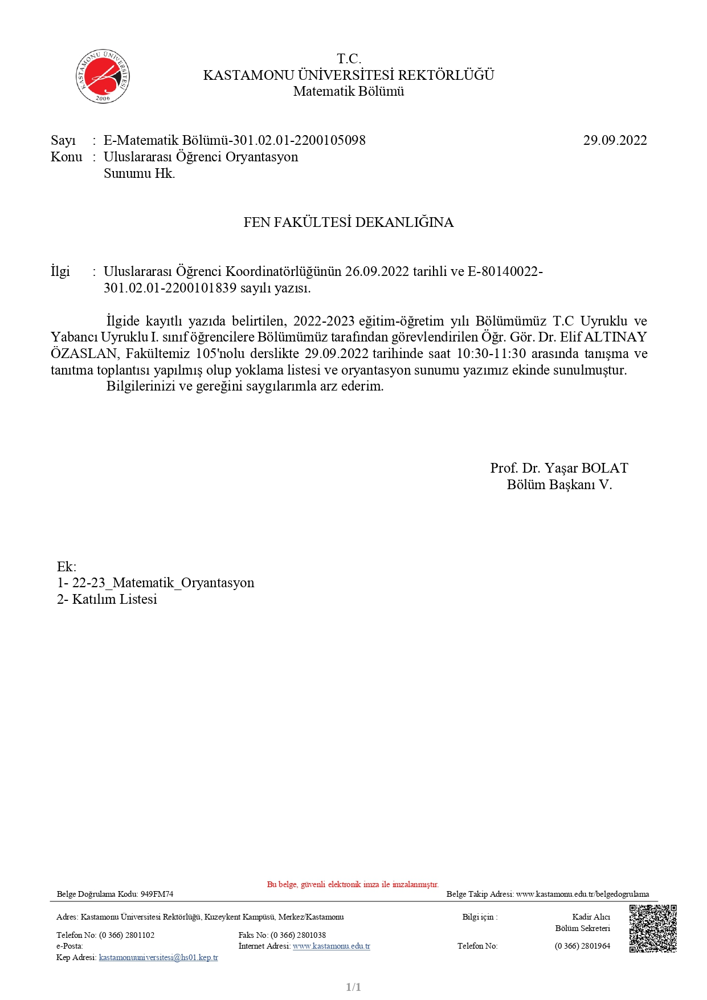 KASTAMONU ÜNİVERSİTESİ
2006
T.C.
KASTAMONU ÜNİVERSİTESİ REKTÖRLÜĞÜ
Matematik Bölümü
Sayı : E-Matematik Bölümü-301.02.01-2200105098 29.09.2022
Konu : Uluslararası Öğrenci Oryantasyon
Sunumu Hk.
FEN FAKÜLTESİ DEKANLIĞINA
İlgi : Uluslararası Öğrenci Koordinatörlüğünün 26.09.2022 tarihli ve E-80140022-
301.02.01-2200101839 sayılı yazısı.
İlgide kayıtlı yazıda belirtilen, 2022-2023 eğitim-öğretim yılı Bölümümüz T.C Uyruklu ve
Yabancı Uyruklu I. sınıf öğrencilere Bölümümüz tarafından görevlendirilen Öğr. Gör. Dr. Elif ALTINAY
ÖZASLAN, Fakültemiz 105'nolu derslikte 29.09.2022 tarihinde saat 10:30-11:30 arasında tanışma ve
tanıtma toplantısı yapılmış olup yoklama listesi ve oryantasyon sunumu yazımız ekinde sunulmuştur.
Bilgilerinizi ve gereğini saygılarımla arz ederim.
Prof. Dr. Yaşar BOLAT
Bölüm Başkanı V.
Ek:
1- 22-23_Matematik_Oryantasyon
2- Katılım Listesi
Bu belge, güvenli elektronik imza ile imzalanmıştır.
Belge Doğrulama Kodu: 949FM74 Belge Takip Adresi: www.kastamonu.edu.tr/belgedogrulama
Adres: Kastamonu Üniversitesi Rektörlüğü, Kuzeykent Kampüsü, Merkez/Kastamonu Bilgi için : Kadir Alıcı
Bölüm Sekreteri
Telefon No: (0 366) 2801102 Faks No: (0 366) 2801038
e-Posta: İnternet Adresi: www.kastamonu.edu.tr Telefon No: (0 366) 2801964
Kep Adresi: kastamonuuniversitesi@hs01.kep.tr
1/1